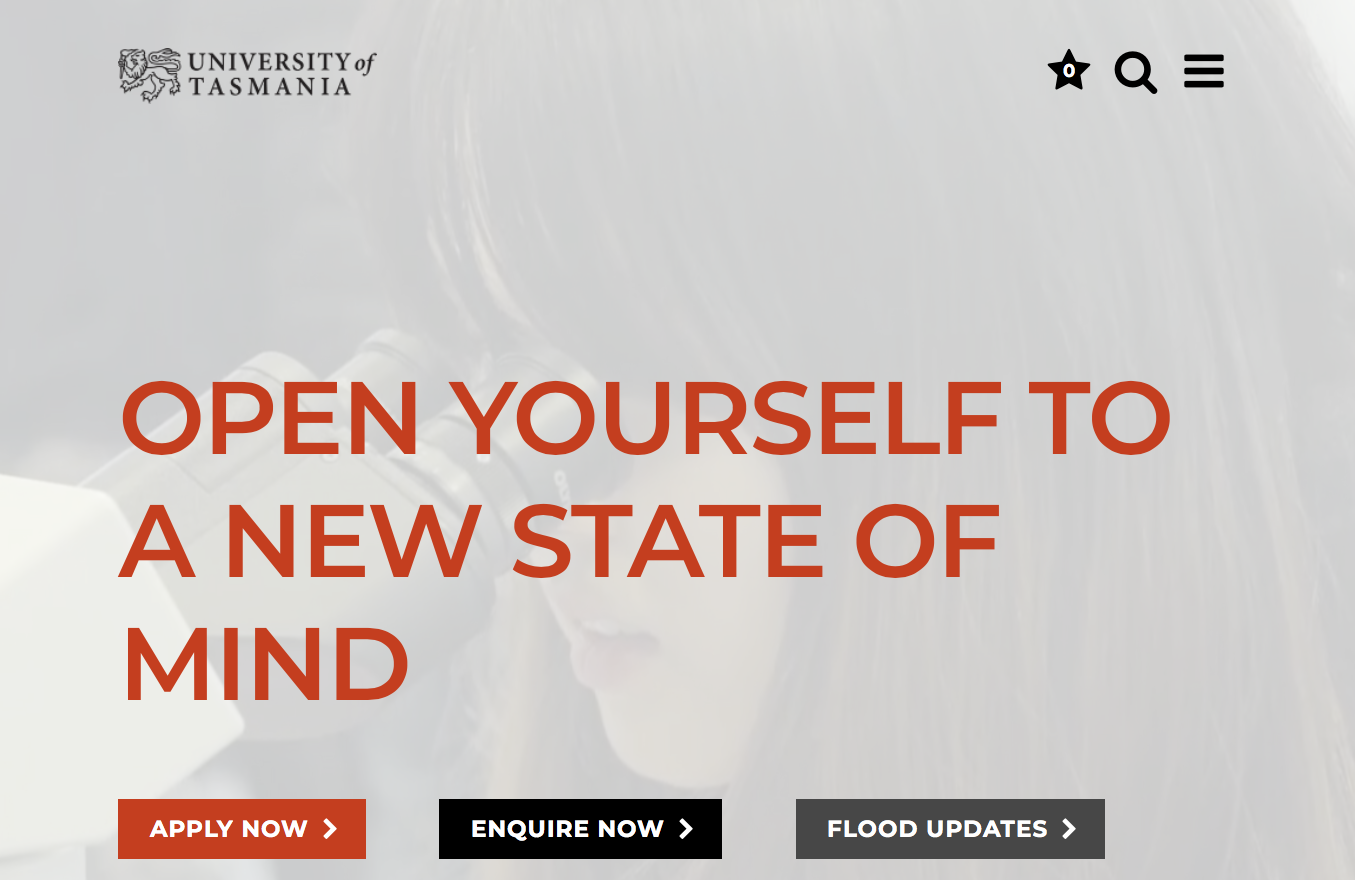 UNIVERSITY of
TASMANIA
0
OPEN YOURSELF TO
A NEW STATE OF
MIND
APPLY NOW
ENQUIRE NOW
FLOOD UPDATES